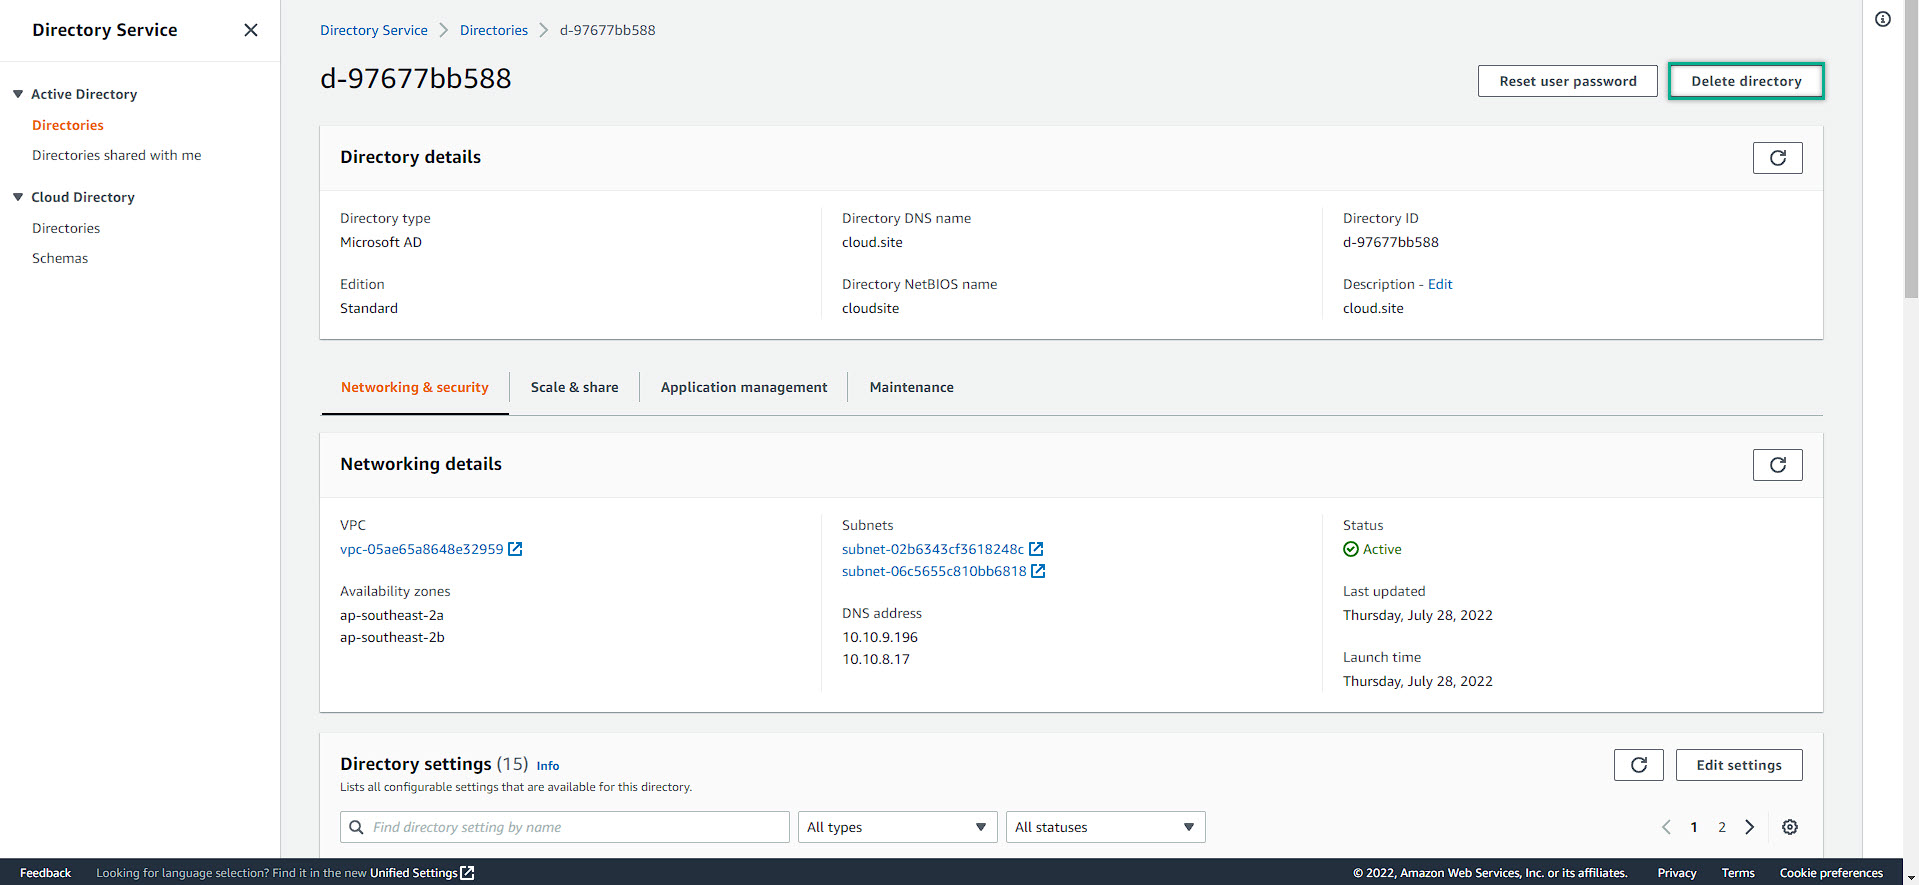 Directory Service
Active Directory
Directories
Directories shared with me
Cloud Directory
Directories
Schemas
Directory Service
Directories
d-97677bb588
d-97677bb588
Reset user password
Delete directory
Directory details
Directory type
Microsoft AD
Edition
Standard
Directory DNS name
cloud.site
Directory NetBIOS name
cloudsite
Directory ID
d-97677bb588
Description - Edit
cloud.site
Networking & security
Scale & share
Application management
Maintenance
Networking details
VPC
vpc-05ae65a8648e32959
Availability zones
ap-southeast-2a
ap-southeast-2b
Subnets
subnet-02b6343cf3618248c
subnet-06c5655c810bb6818
DNS address
10.10.9.196
10.10.8.17
Status
Active
Last updated
Thursday, July 28, 2022
Launch time
Thursday, July 28, 2022
Directory settings (15) Info
Lists all configurable settings that are available for this directory.
Edit settings
Find directory setting by name
All types
All statuses
1 2
Feedback
Looking for language selection? Find it in the new Unified Settings
© 2022, Amazon Web Services, Inc. or its affiliates.
Privacy
Terms
Cookie preferences